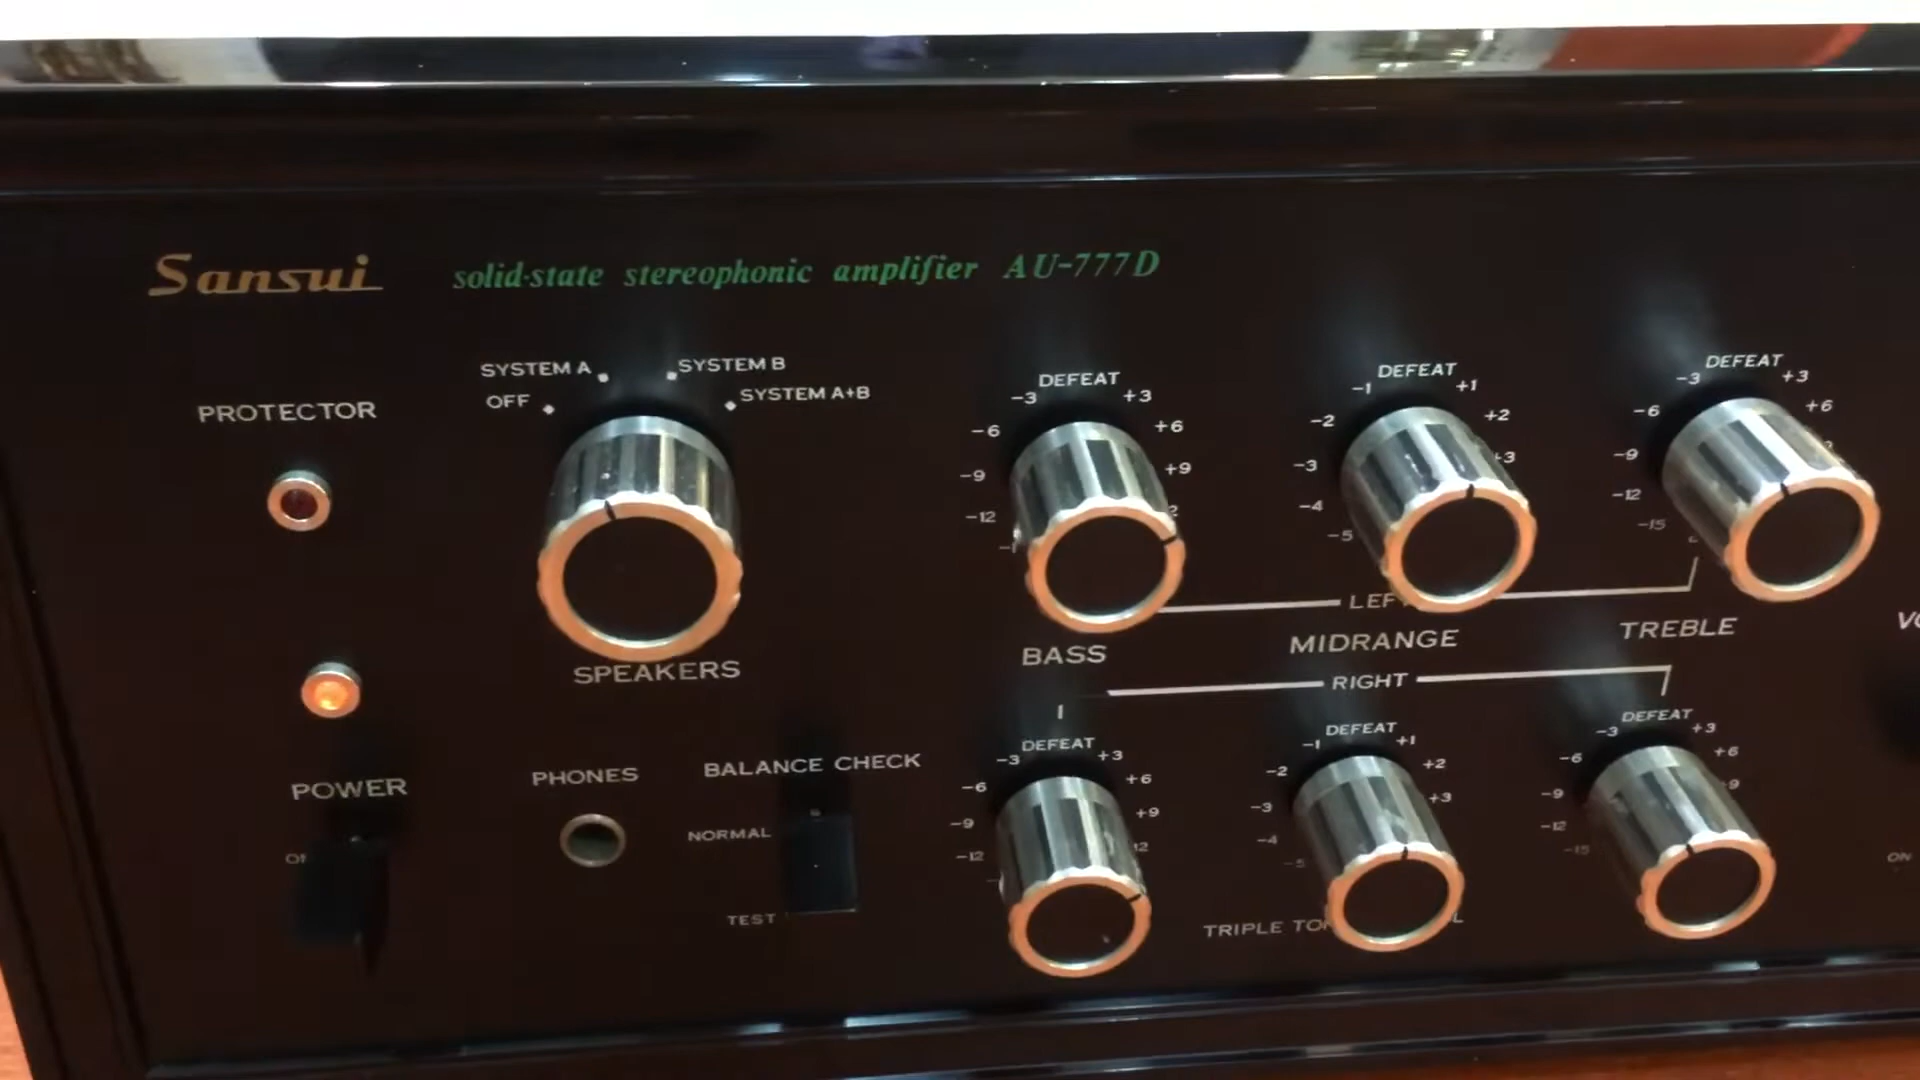 Sansui solid-state stereophonic amplifier AU-777D
PROTECTOR
OFF
SYSTEM A
SYSTEM B
SYSTEM A+B
SPEAKERS
DEFEAT
-3 +3
-6 +6
-9 +9
-12
BASS
DEFEAT
-1 +1
-2 +2
-3 +3
-4
-5
MIDRANGE
DEFEAT
-3 +3
-6 +6
-9
-12
-15
TREBLE
RIGHT
POWER
PHONES
BALANCE CHECK
NORMAL
TEST
DEFEAT
-3 +3
-6 +6
-9 +9
-12 12
DEFEAT
-1 +1
-2 +2
-3 +3
-4
-5
DEFEAT
-3 +3
-6 +6
-9 9
-12
-15
TRIPLE
ON